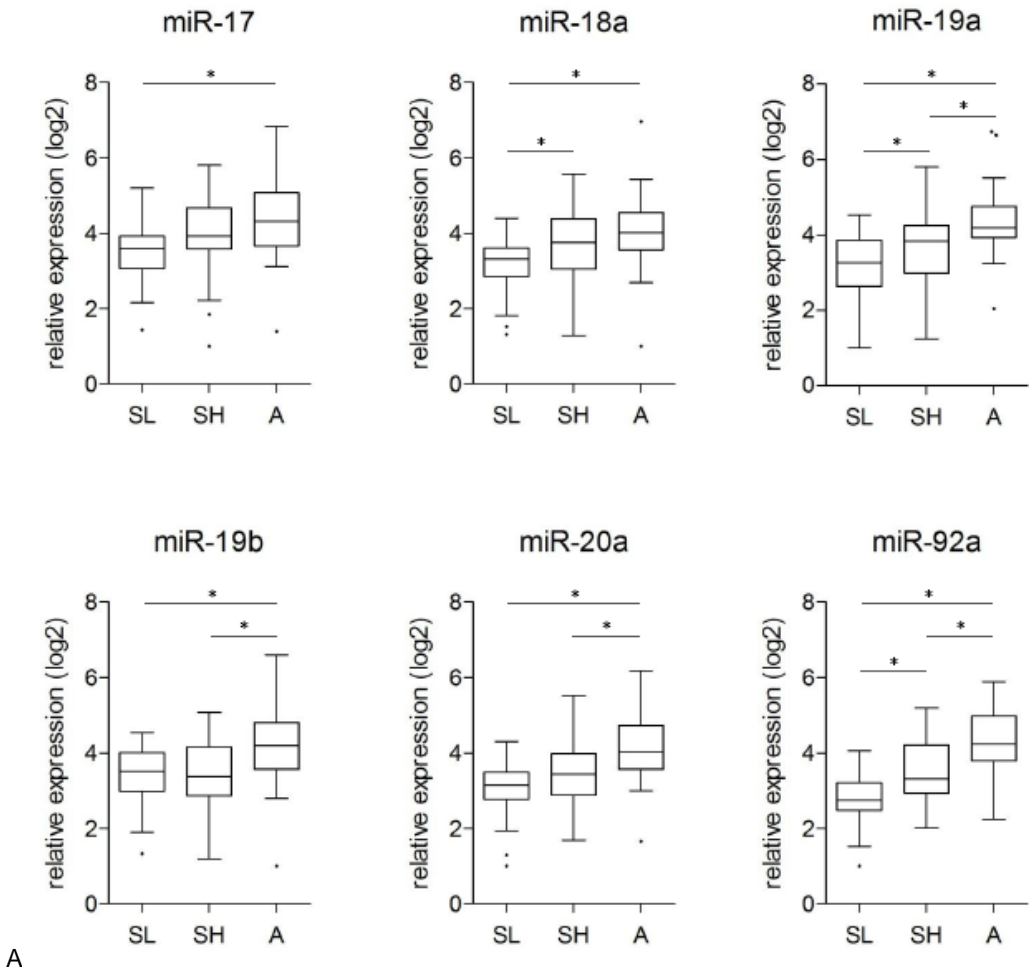 miR-17
*
8
6
4
2
0
relative expression (log2)
SL SH A
miR-18a
*
*
8
6
4
2
0
relative expression (log2)
SL SH A
miR-19a
*
*
*
8
6
4
2
0
relative expression (log2)
SL SH A
miR-19b
*
*
8
6
4
2
0
relative expression (log2)
SL SH A
miR-20a
*
*
8
6
4
2
0
relative expression (log2)
SL SH A
miR-92a
*
*
*
8
6
4
2
0
relative expression (log2)
SL SH A
A